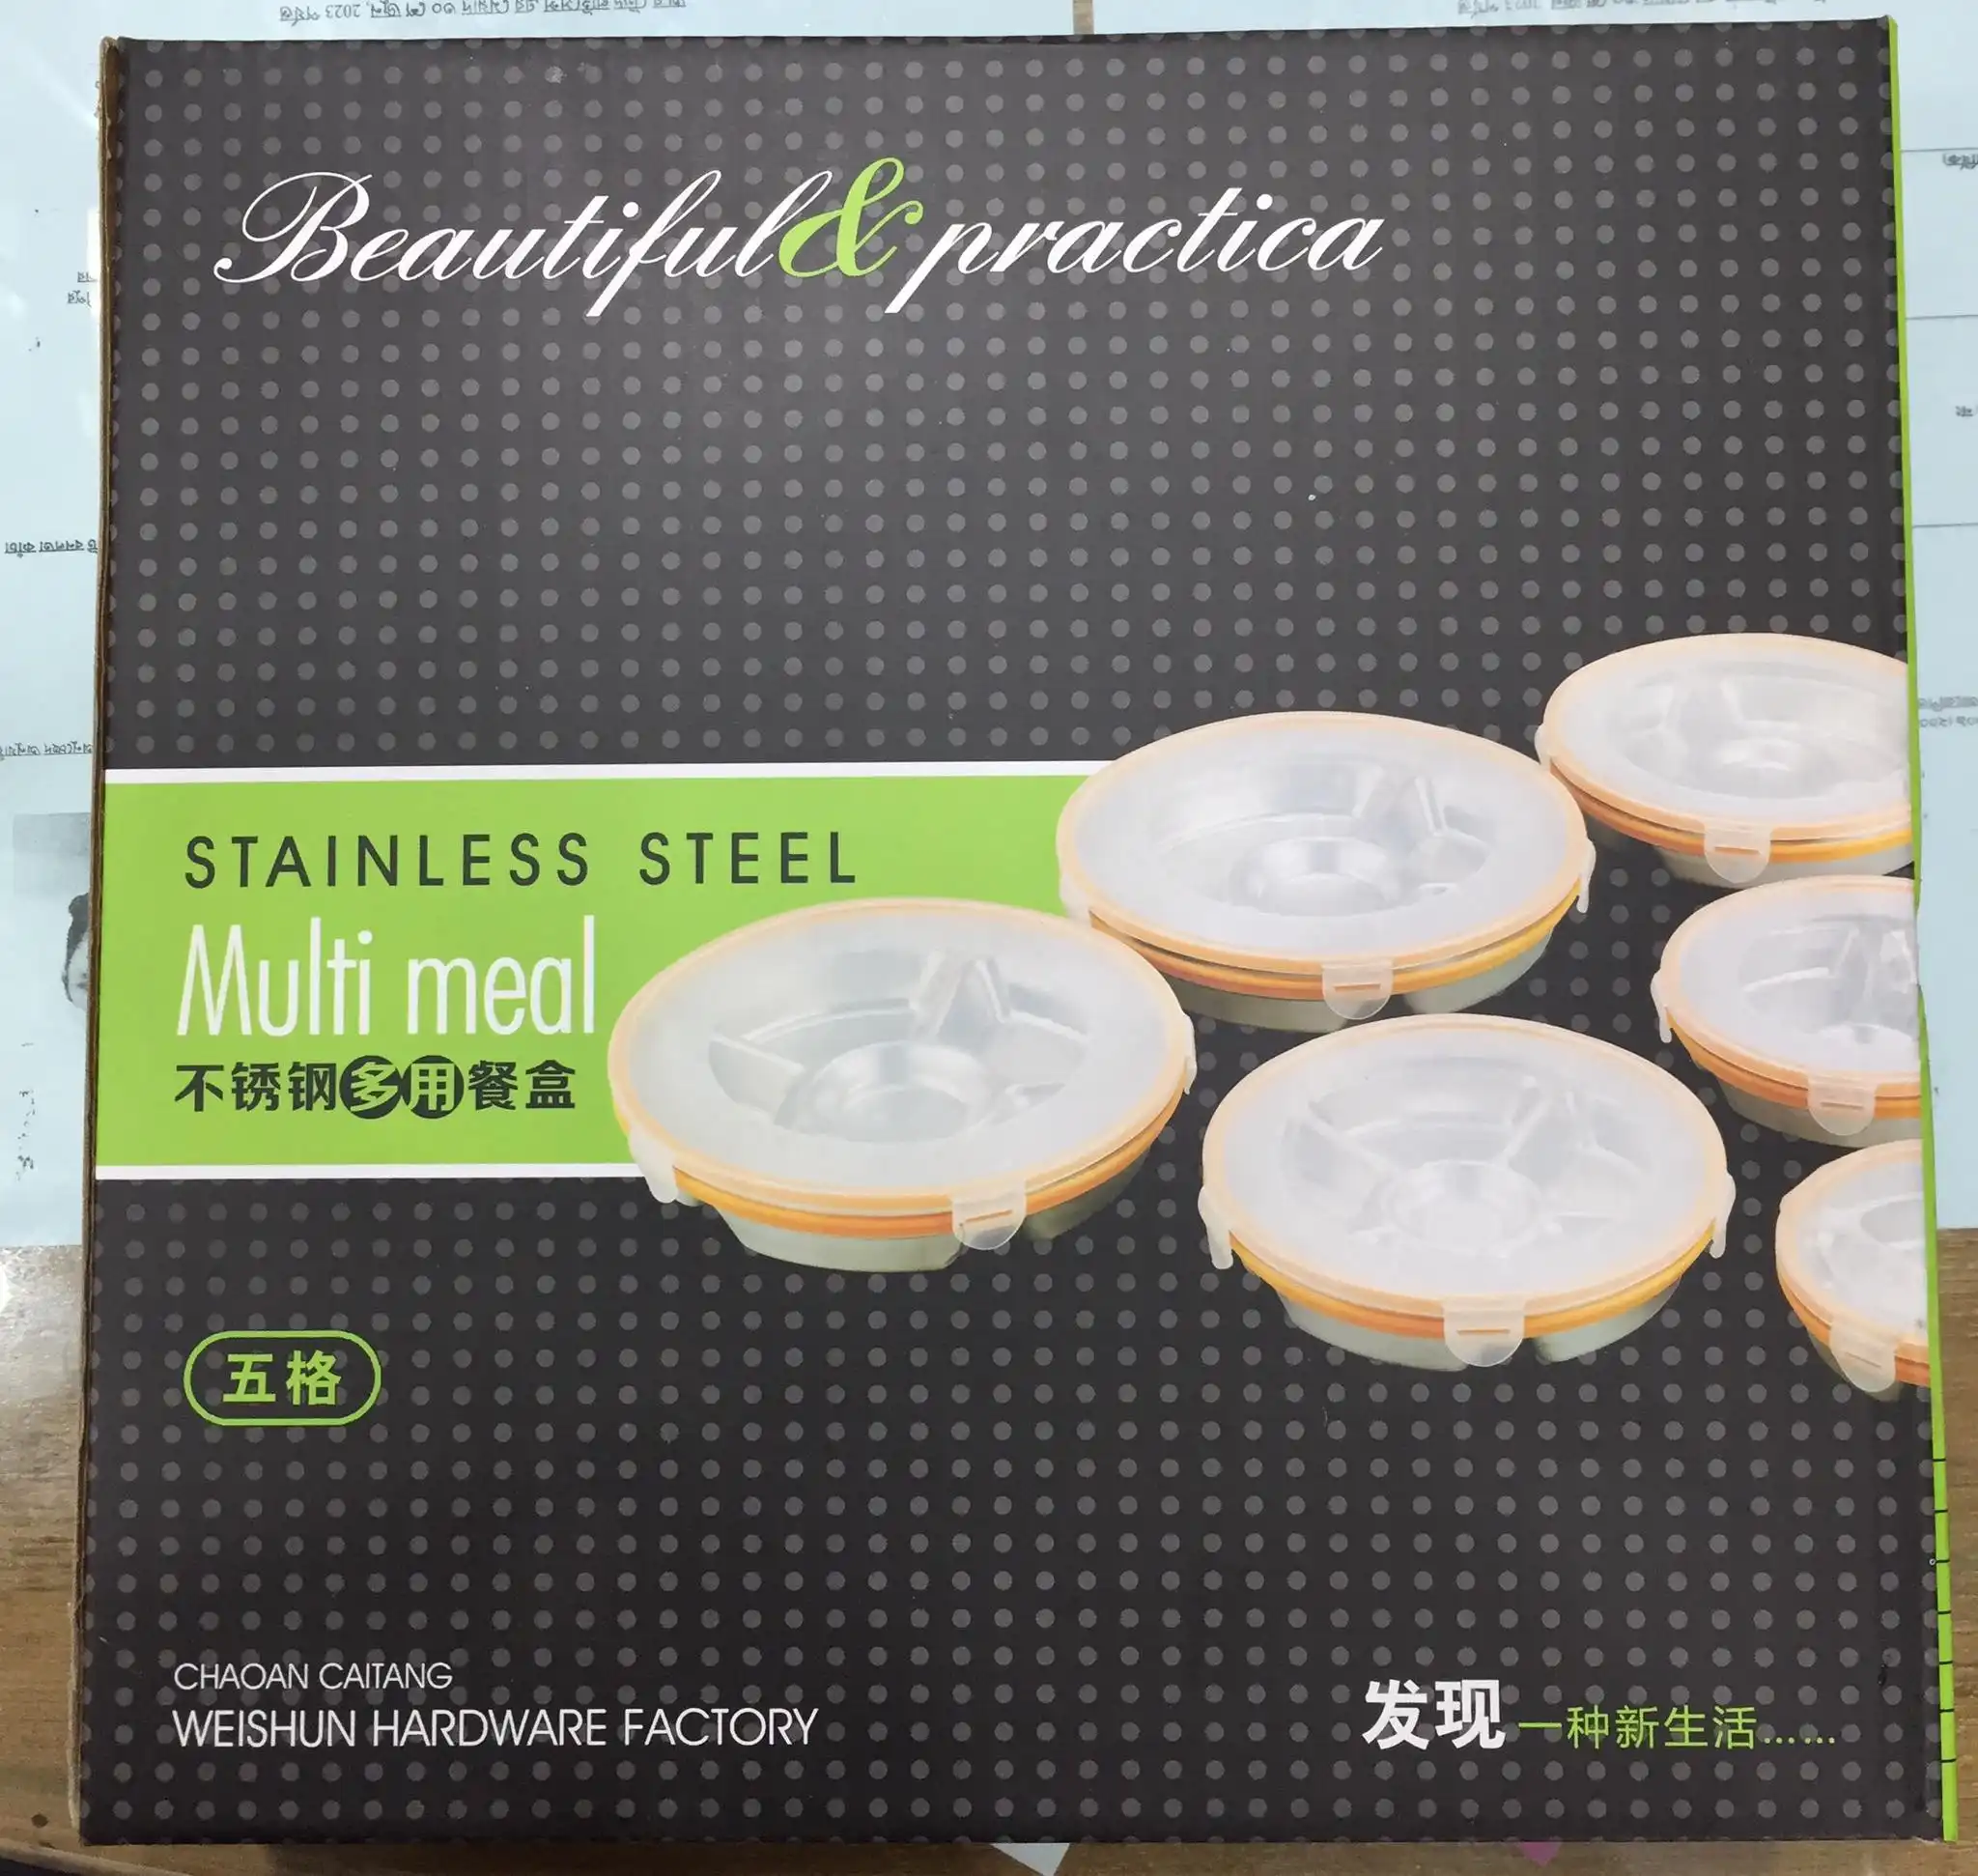 Beautiful & practica
STAINLESS STEEL
Multi meal
不锈钢多用餐盒
五格
CHAOAN CAITANG
WEISHUN HARDWARE FACTORY
发现一种新生活......